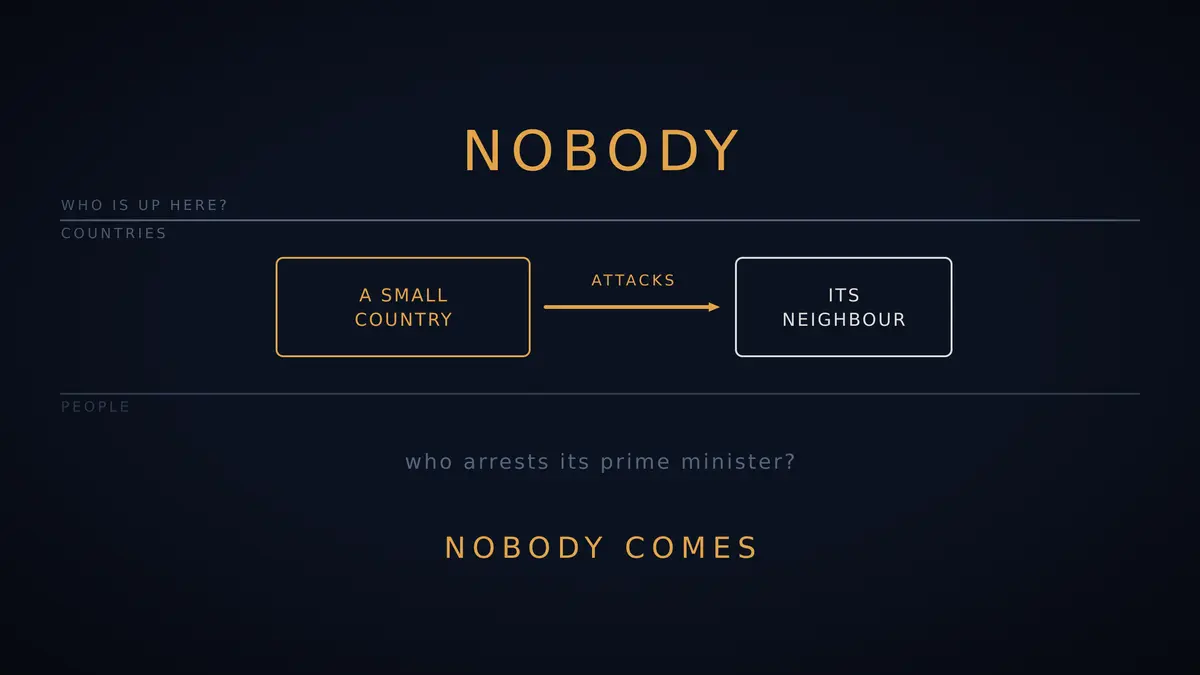 NOBODY
WHO IS UP HERE?
COUNTRIES
A SMALL
COUNTRY
ATTACKS
ITS
NEIGHBOUR
PEOPLE
who arrests its prime minister?
NOBODY COMES